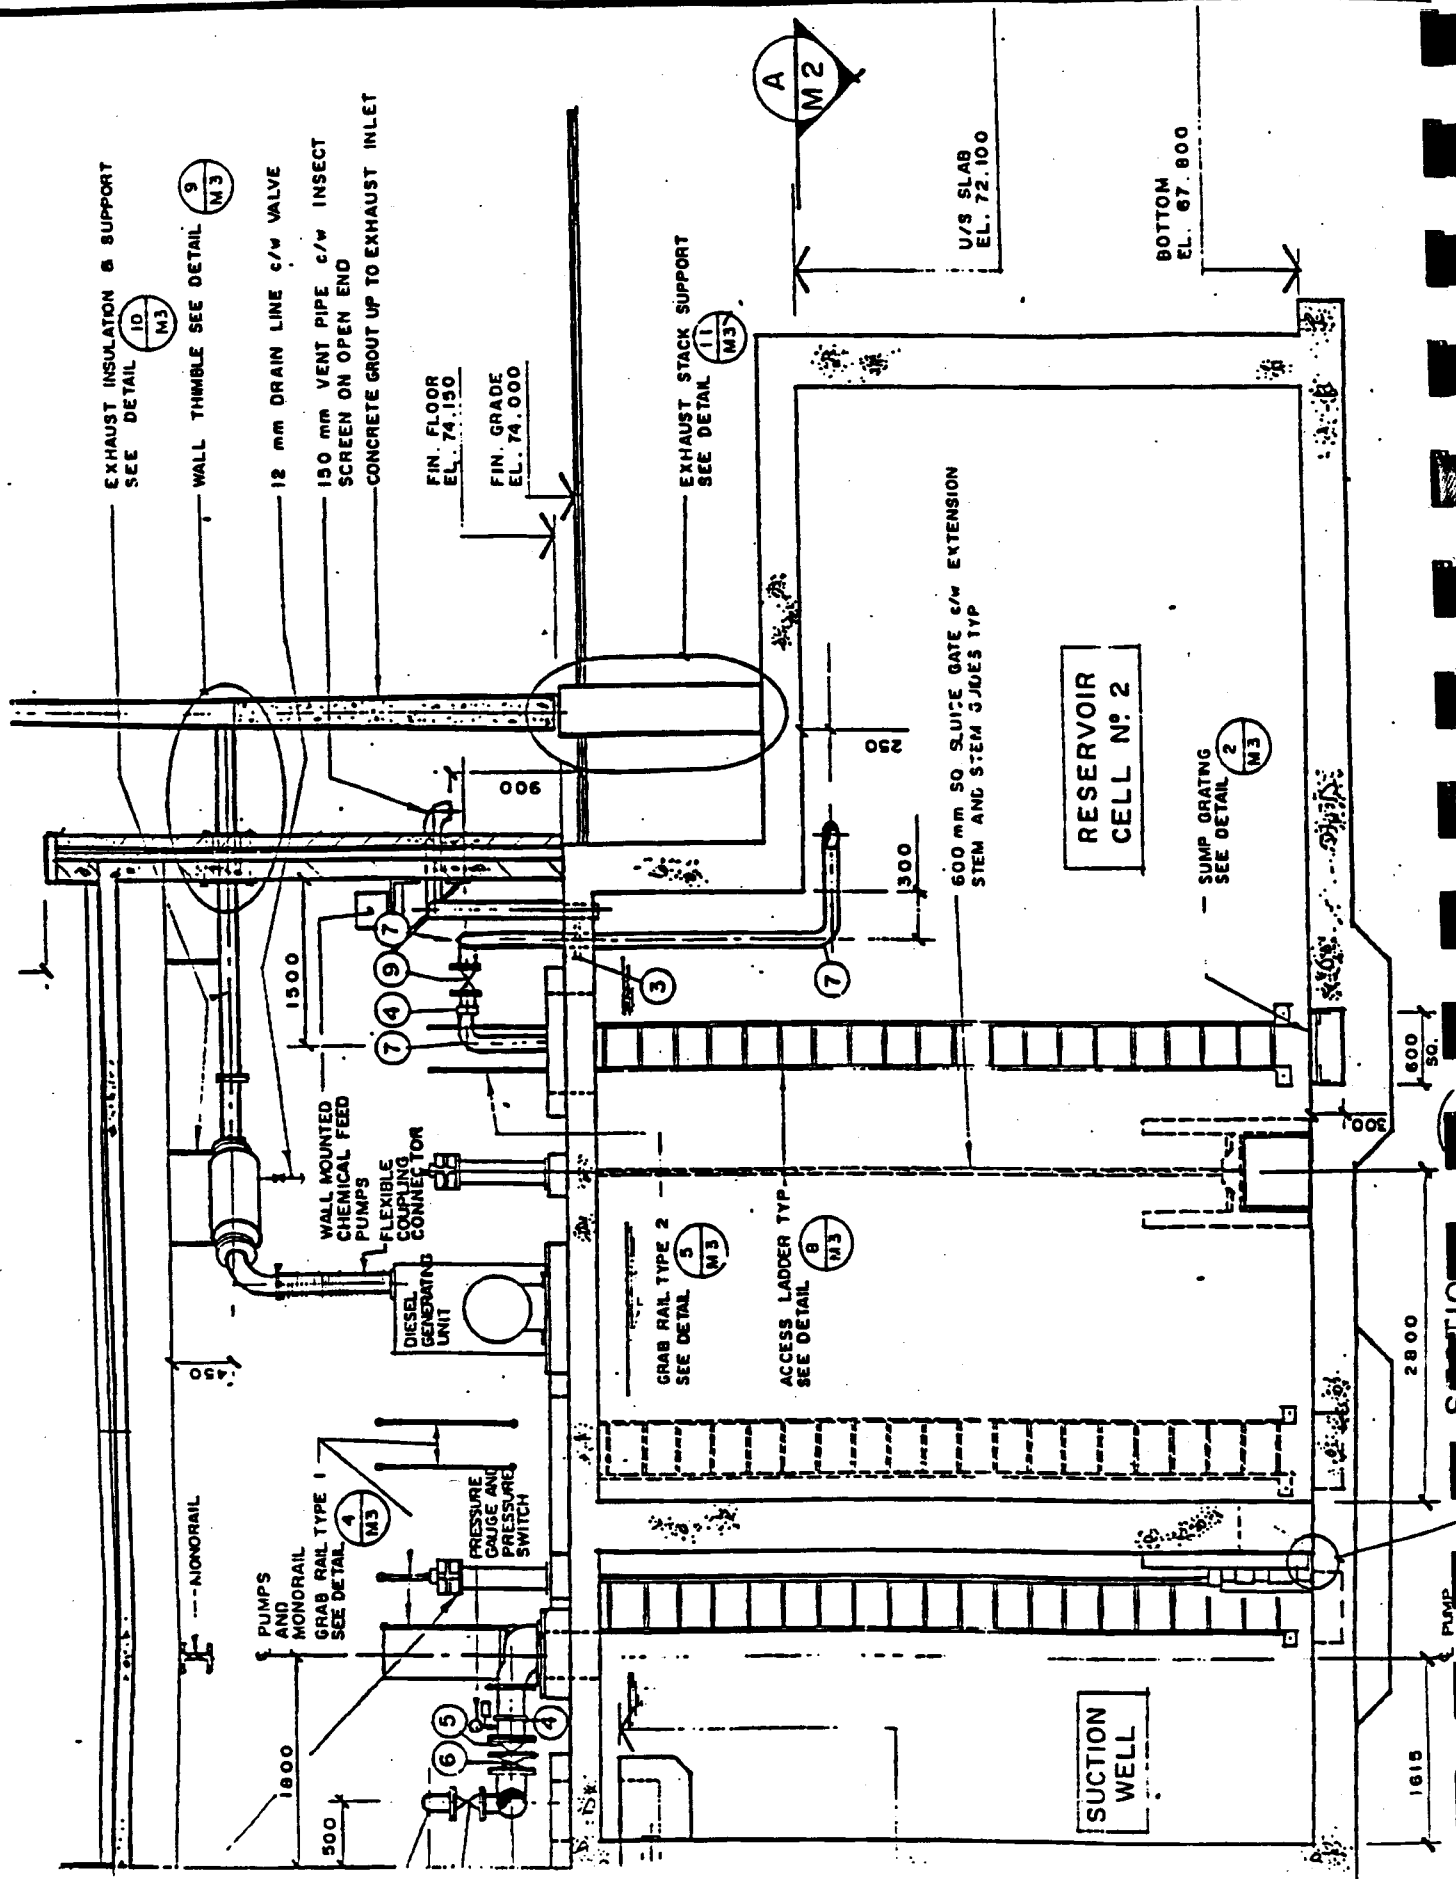 EXHAUST INSULATION & SUPPORT
SEE DETAIL
10
M3
WALL THIMBLE SEE DETAIL
9
M3
12 mm DRAIN LINE c/w VALVE
150 mm VENT PIPE c/w INSECT
SCREEN ON OPEN END
CONCRETE GROUT UP TO EXHAUST INLET
FIN. FLOOR
EL. 74.150
FIN. GRADE
EL. 74.000
EXHAUST STACK SUPPORT
SEE DETAIL
11
M3
A
M2
U/S SLAB
EL. 72.100
BOTTOM
EL. 67.800
600 mm SQ SLUICE GATE c/w EXTENSION
STEM AND STEM GUIDES TYP
RESERVOIR
CELL Nº 2
SUMP GRATING
SEE DETAIL
2
M3
900
250
300
1500
7
9
4
7
3
7
WALL MOUNTED
CHEMICAL FEED
PUMPS
FLEXIBLE
COUPLING
CONNECTOR
DIESEL
GENERATING
UNIT
450
GRAB RAIL TYPE 2
SEE DETAIL
5
M3
ACCESS LADDER TYP
SEE DETAIL
8
M3
600
SQ.
300
2800
MONORAIL
℄ PUMPS
AND
MONORAIL
GRAB RAIL TYPE 1
SEE DETAIL
4
M3
PRESSURE
GAUGE AND
PRESSURE
SWITCH
1800
500
5
6
4
SUCTION
WELL
1615
℄ PUMP